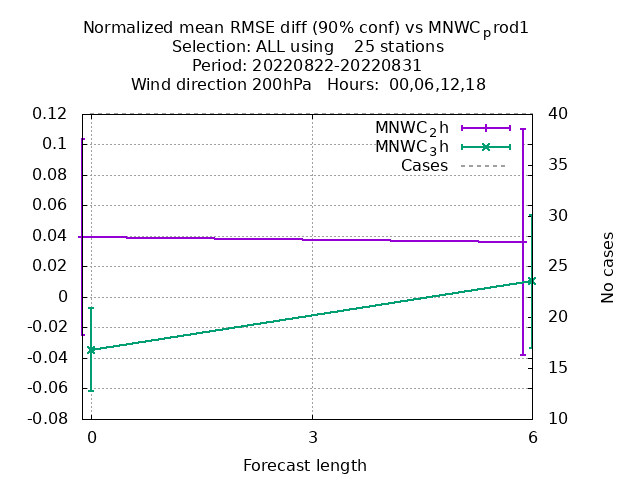 Normalized mean RMSE diff (90% conf) vs MNWCprod1
Selection: ALL using    25 stations
Period: 20220822-20220831
Wind direction 200hPa   Hours:  00,06,12,18
0.12
0.1
0.08
0.06
0.04
0.02
0
-0.02
-0.04
-0.06
-0.08
MNWC2h
MNWC3h
Cases
40
35
30
25
20
15
10
No cases
0 3 6
Forecast length